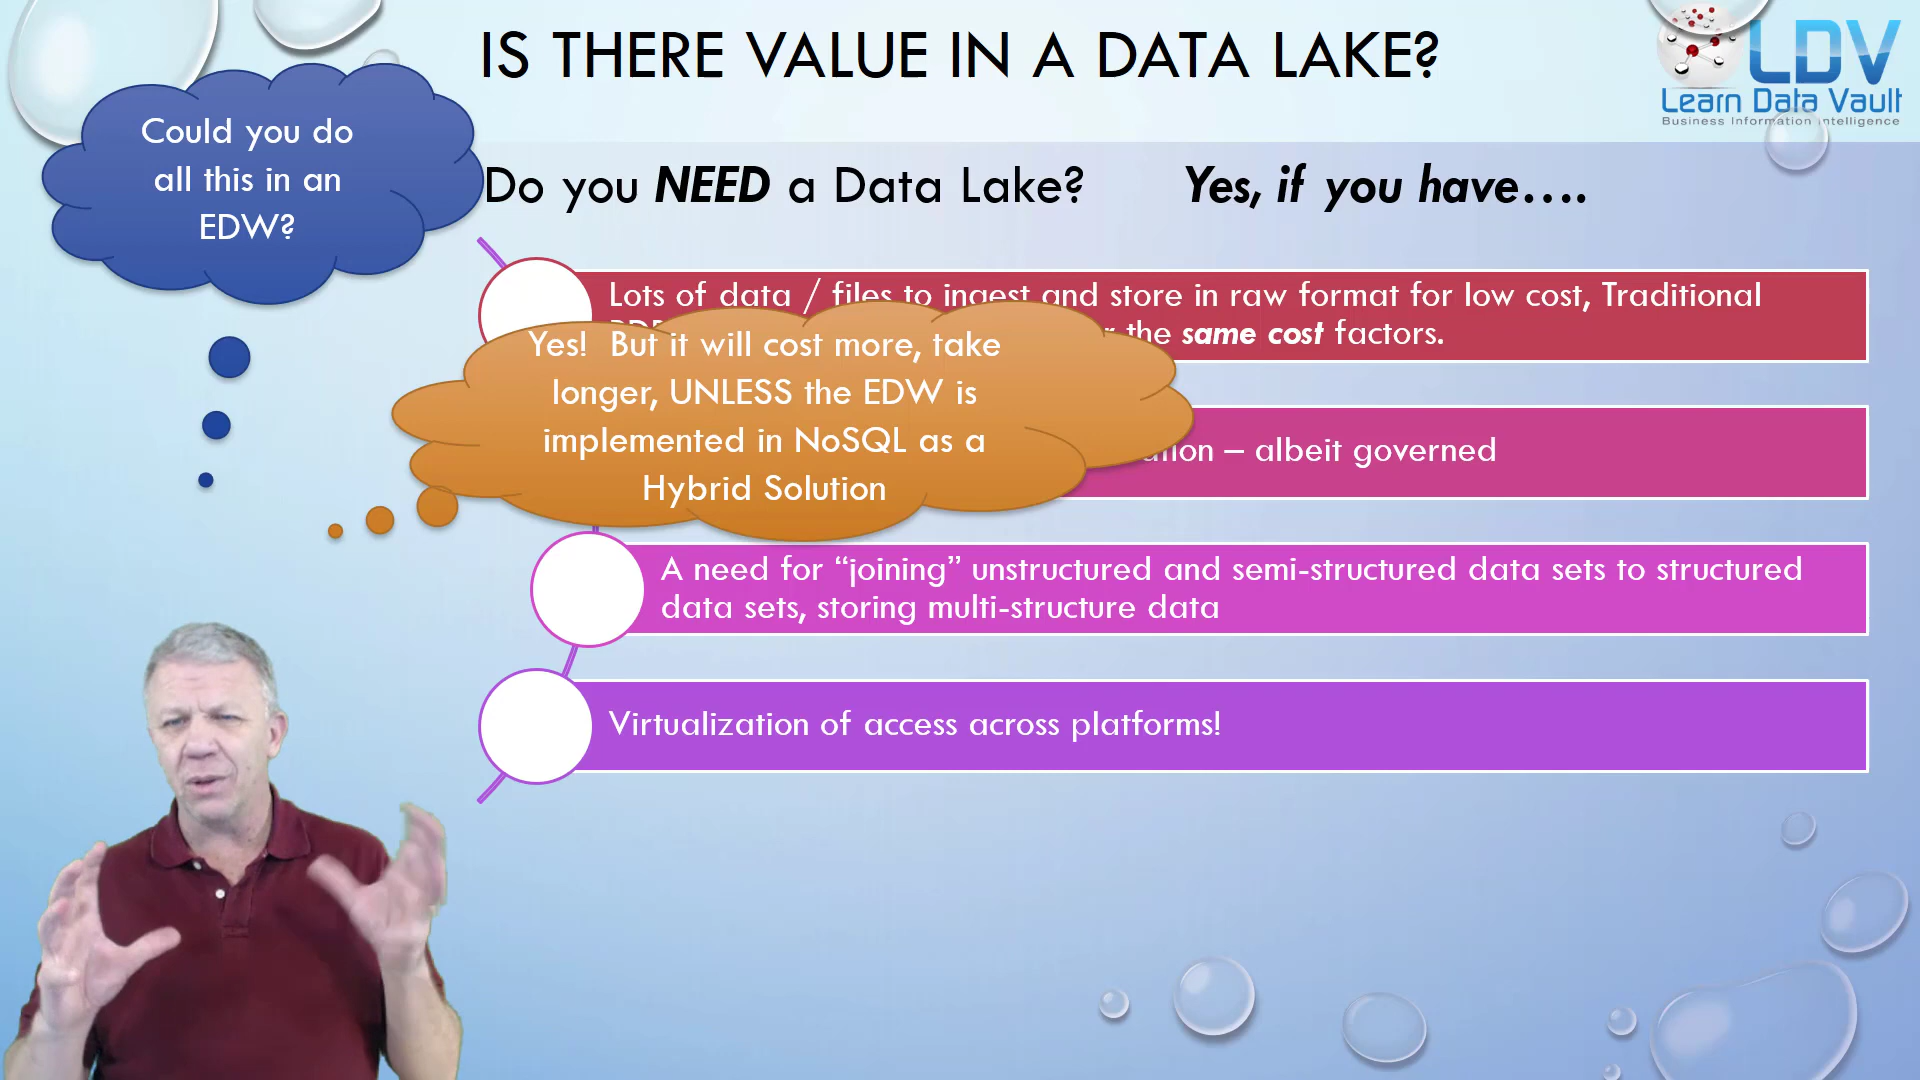 IS THERE VALUE IN A DATA LAKE?
LDV
Learn Data Vault
Business Information Intelligence
Could you do
all this in an
EDW?
Do you NEED a Data Lake? Yes, if you have….
Lots of data / files to ingest and store in raw format for low cost, Traditional
the same cost factors.
Yes! But it will cost more, take
longer, UNLESS the EDW is
implemented in NoSQL as a
Hybrid Solution
– albeit governed
A need for “joining” unstructured and semi-structured data sets to structured
data sets, storing multi-structure data
Virtualization of access across platforms!